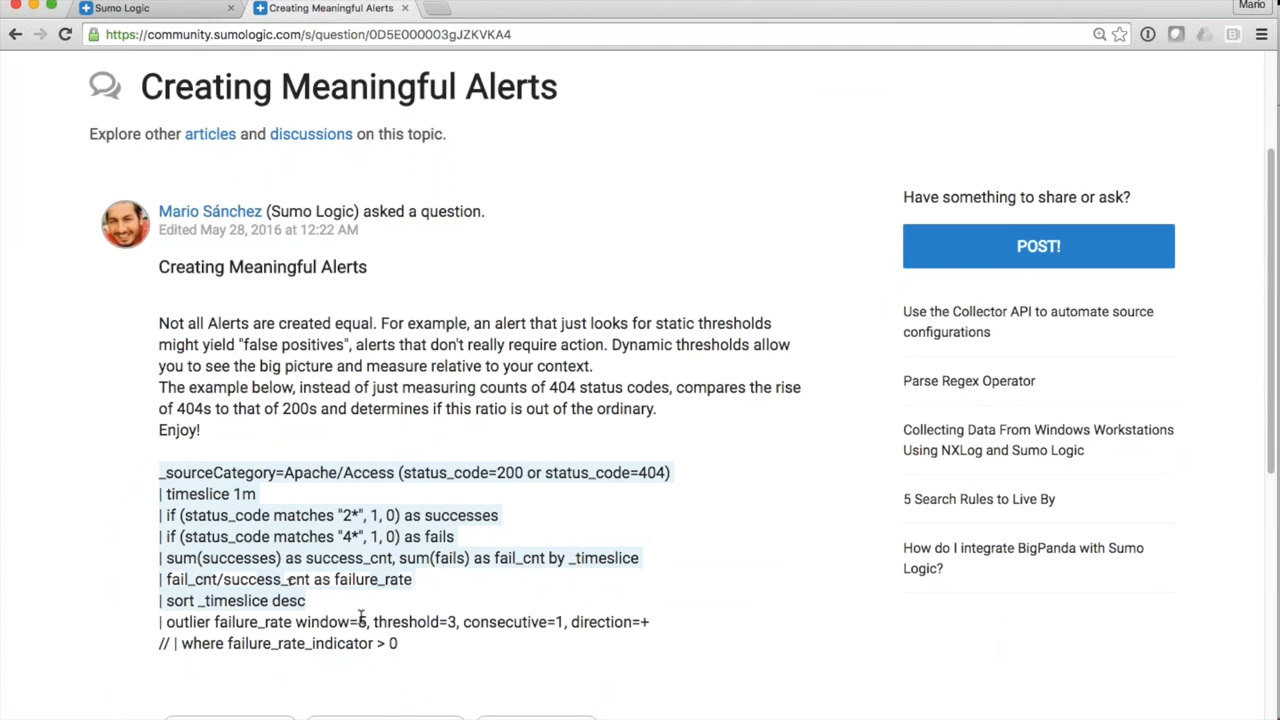 Sumo Logic
Creating Meaningful Alerts
Mario
https://community.sumologic.com/s/question/0D5E000003gJZKVKA4
Creating Meaningful Alerts
Explore other articles and discussions on this topic.
Mario Sánchez (Sumo Logic) asked a question.
Edited May 28, 2016 at 12:22 AM
Creating Meaningful Alerts
Not all Alerts are created equal. For example, an alert that just looks for static thresholds
might yield "false positives", alerts that don't really require action. Dynamic thresholds allow
you to see the big picture and measure relative to your context.
The example below, instead of just measuring counts of 404 status codes, compares the rise
of 404s to that of 200s and determines if this ratio is out of the ordinary.
Enjoy!
_sourceCategory=Apache/Access (status_code=200 or status_code=404)
| timeslice 1m
| if (status_code matches "2*", 1, 0) as successes
| if (status_code matches "4*", 1, 0) as fails
| sum(successes) as success_cnt, sum(fails) as fail_cnt by _timeslice
| fail_cnt/success_cnt as failure_rate
| sort _timeslice desc
| outlier failure_rate window=5, threshold=3, consecutive=1, direction=+
// | where failure_rate_indicator > 0
Have something to share or ask?
POST!
Use the Collector API to automate source
configurations
Parse Regex Operator
Collecting Data From Windows Workstations
Using NXLog and Sumo Logic
5 Search Rules to Live By
How do I integrate BigPanda with Sumo
Logic?